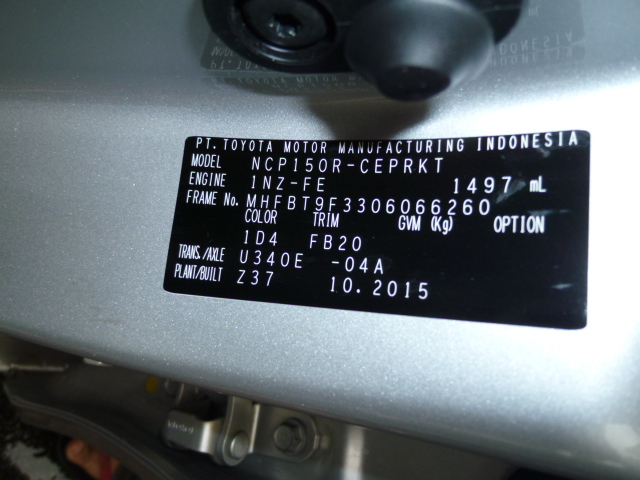 PT. TOYOTA MOTOR MANUFACTURING INDONESIA
MODEL NCP150R-CEPRKT
ENGINE 1NZ-FE 1497 mL
FRAME No. MHFBT9F3306066260
COLOR TRIM GVM (Kg) OPTION
1D4 FB20
TRANS./AXLE U340E -04A
PLANT/BUILT Z37 10.2015